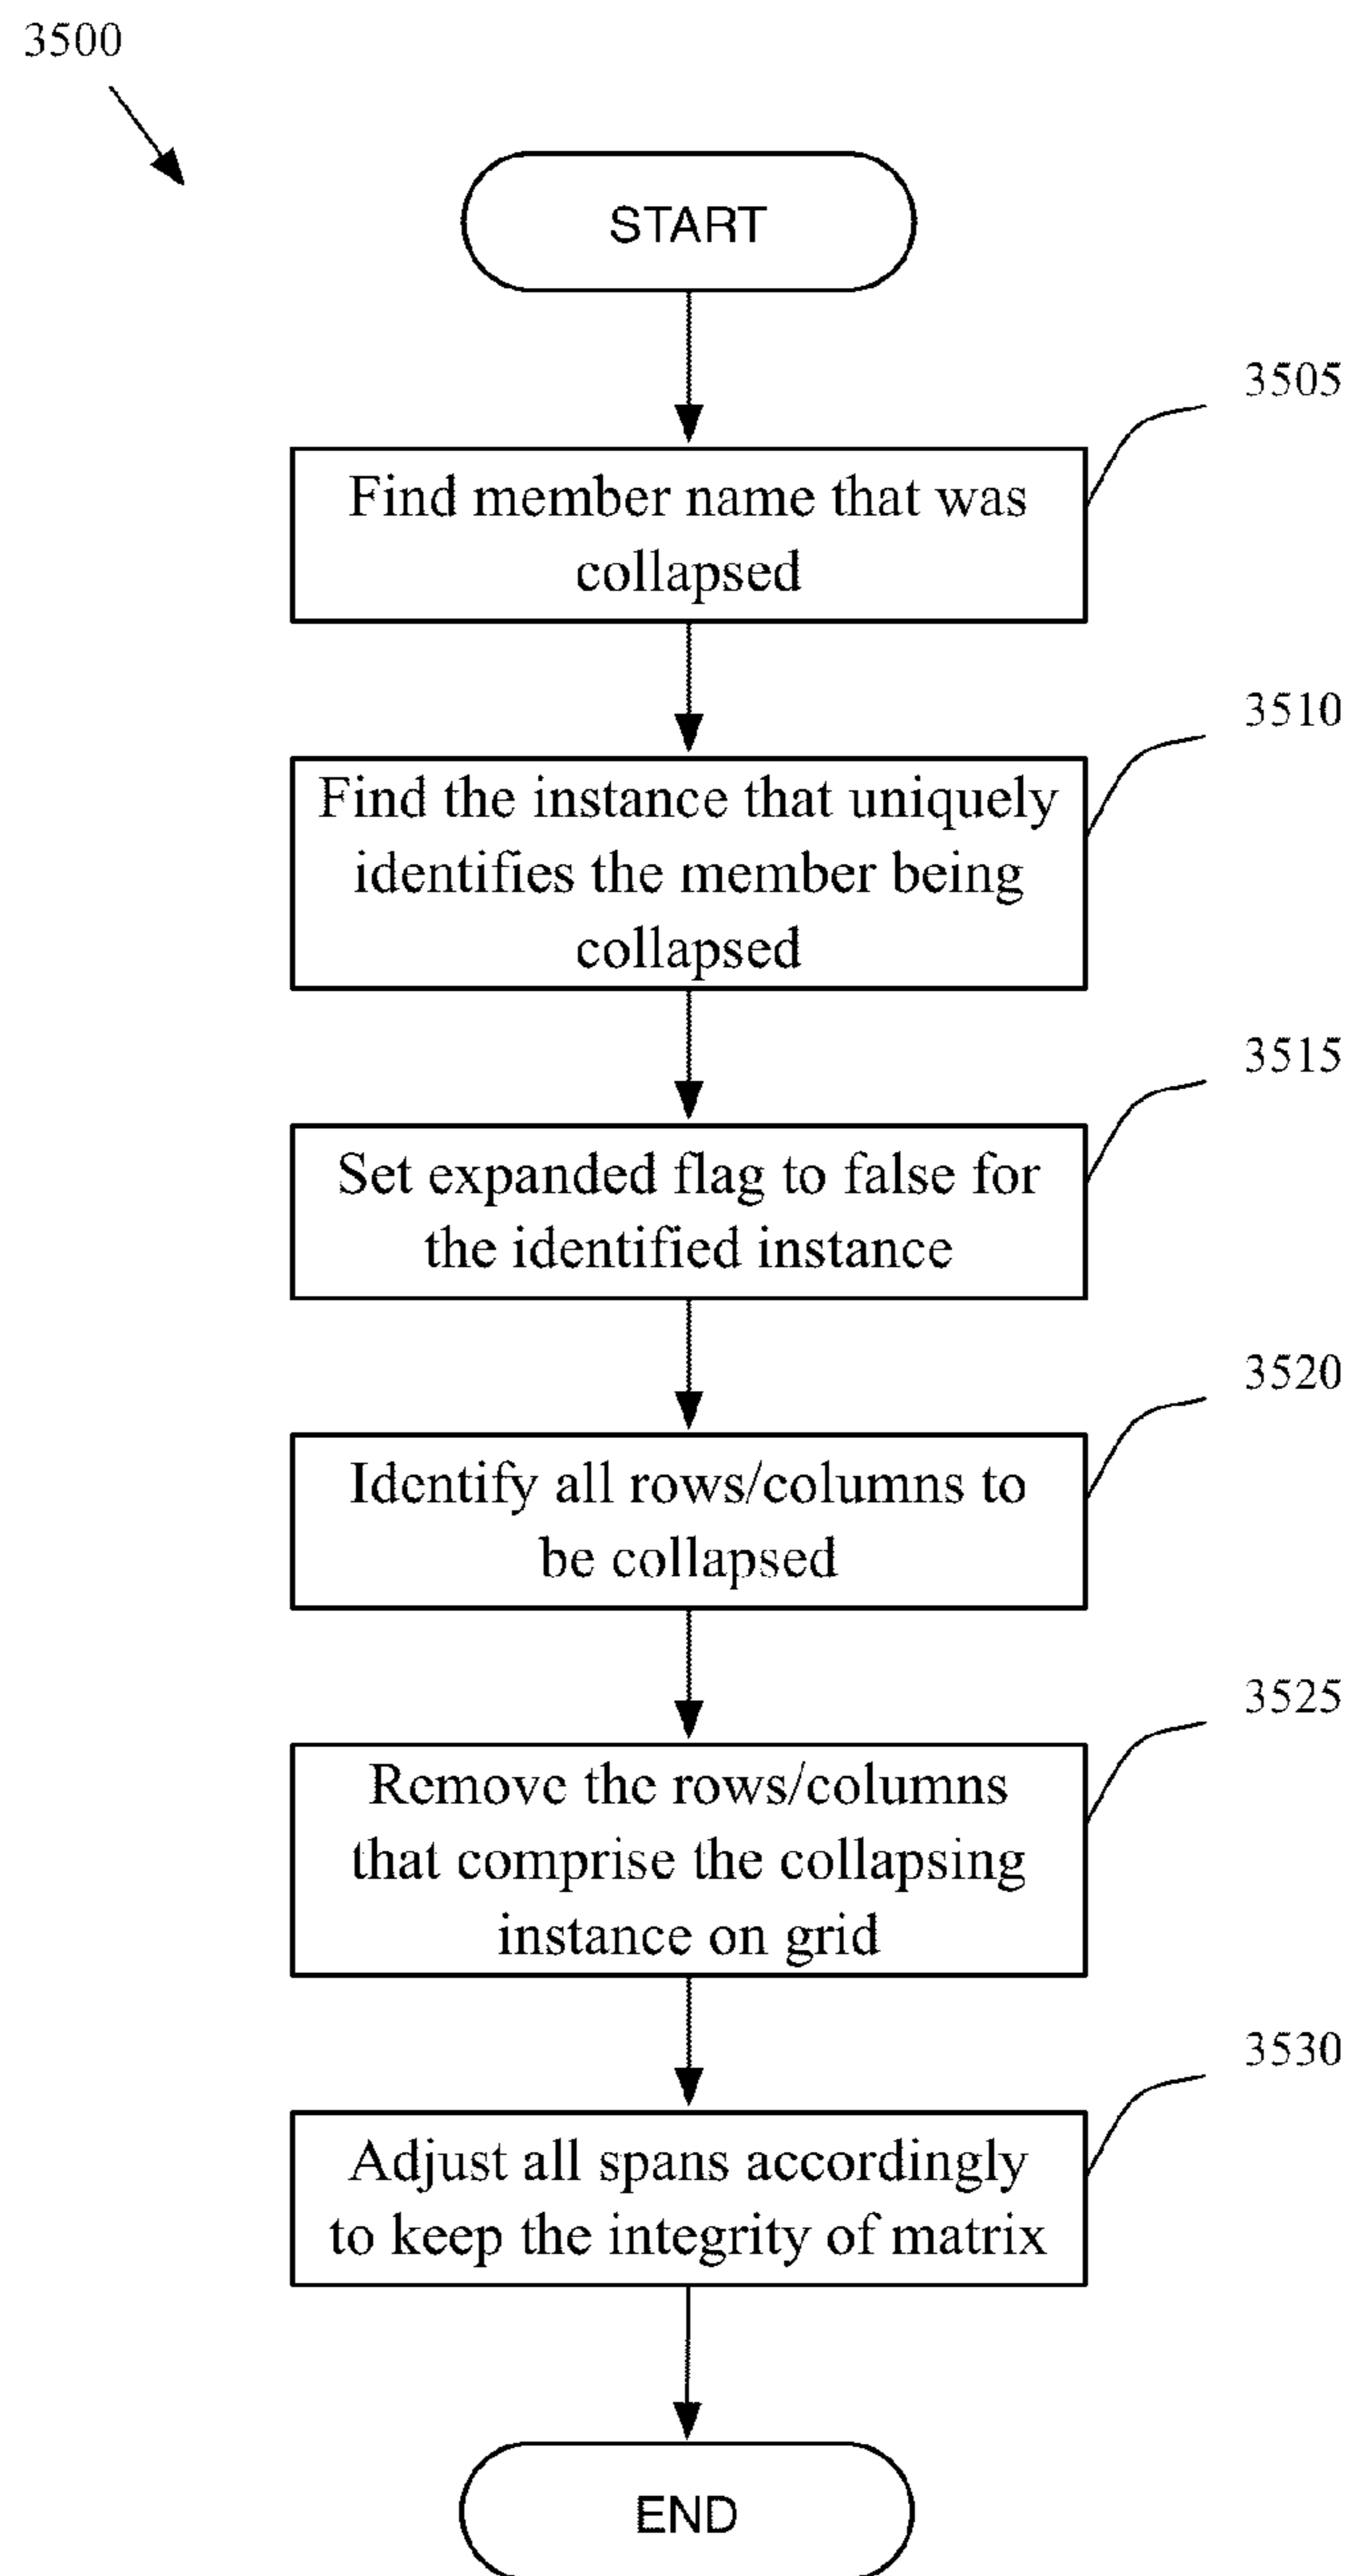 3500
START
3505
Find member name that was
collapsed
3510
Find the instance that uniquely
identifies the member being
collapsed
3515
Set expanded flag to false for
the identified instance
3520
Identify all rows/columns to
be collapsed
3525
Remove the rows/columns
that comprise the collapsing
instance on grid
3530
Adjust all spans accordingly
to keep the integrity of matrix
END